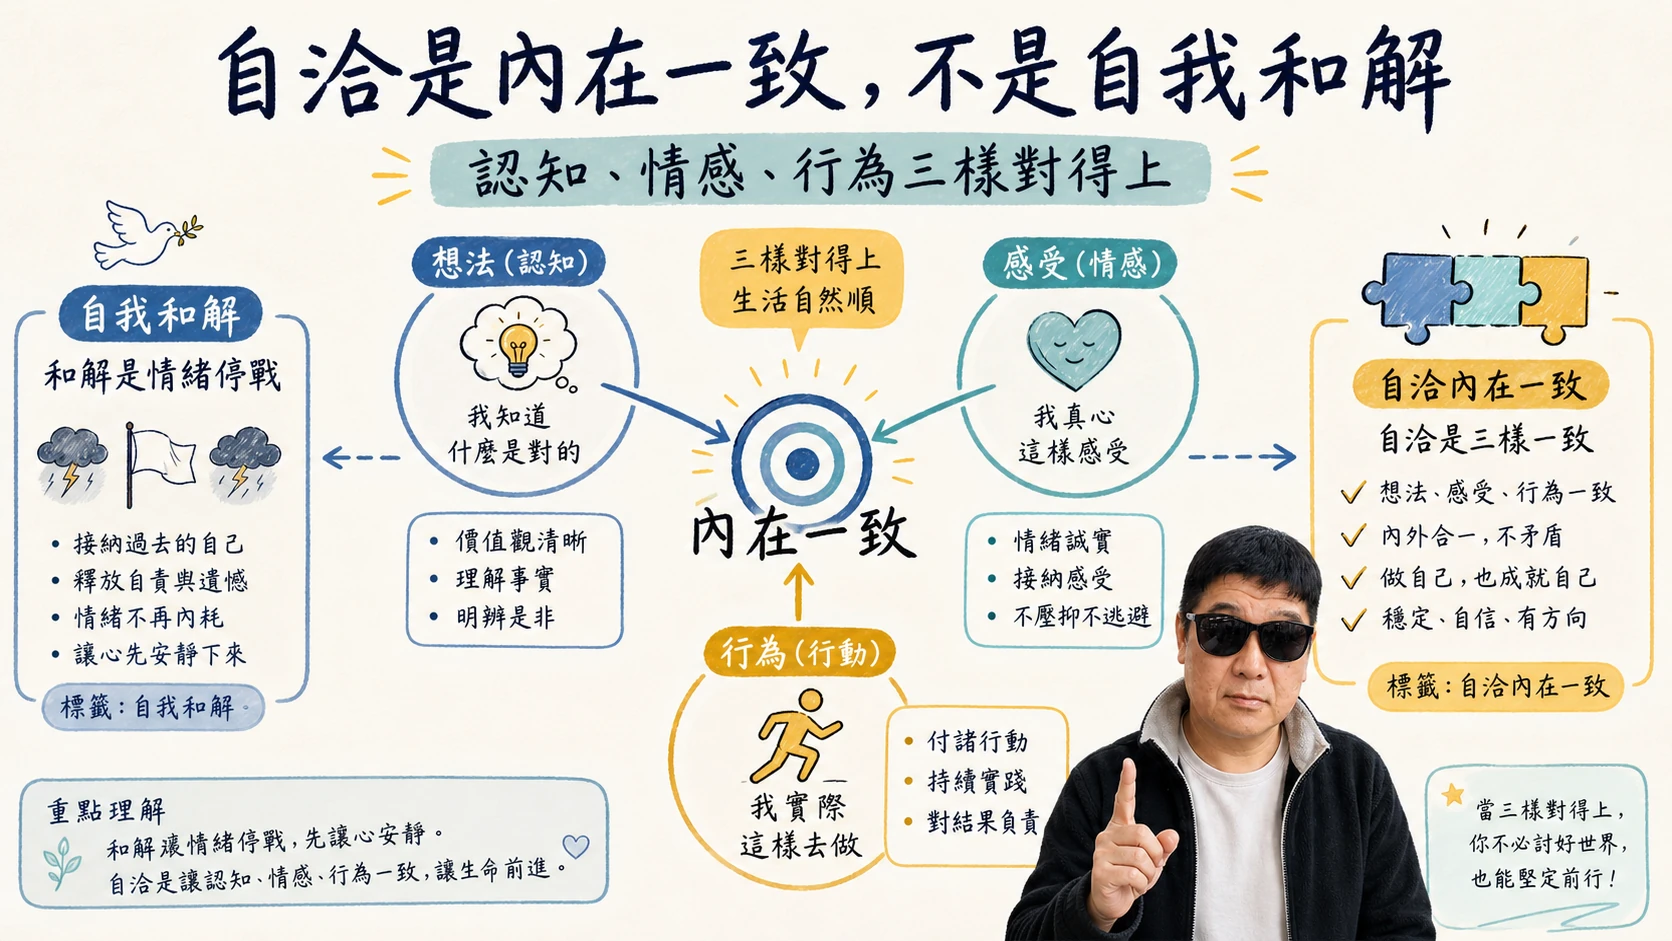 自洽是內在一致,不是自我和解
認知、情感、行為三樣對得上
自我和解
和解是情緒停戰
• 接納過去的自己
• 釋放自責與遺憾
• 情緒不再內耗
• 讓心先安靜下來
標籤:自我和解
想法(認知)
我知道
什麼是對的
• 價值觀清晰
• 理解事實
• 明辨是非
三樣對得上
生活自然順
內在一致
感受(情感)
我真心
這樣感受
• 情緒誠實
• 接納感受
• 不壓抑不逃避
行為(行動)
我實際
這樣去做
• 付諸行動
• 持續實踐
• 對結果負責
自洽內在一致
自洽是三樣一致
✓ 想法、感受、行為一致
✓ 內外合一,不矛盾
✓ 做自己,也成就自己
✓ 穩定、自信、有方向
標籤:自洽內在一致
重點理解
和解情緒停戰,先讓心安靜。
自洽是讓認知、情感、行為一致,讓生命前進。
當三樣對得上,
你不必討好世界,
也能堅定前行!